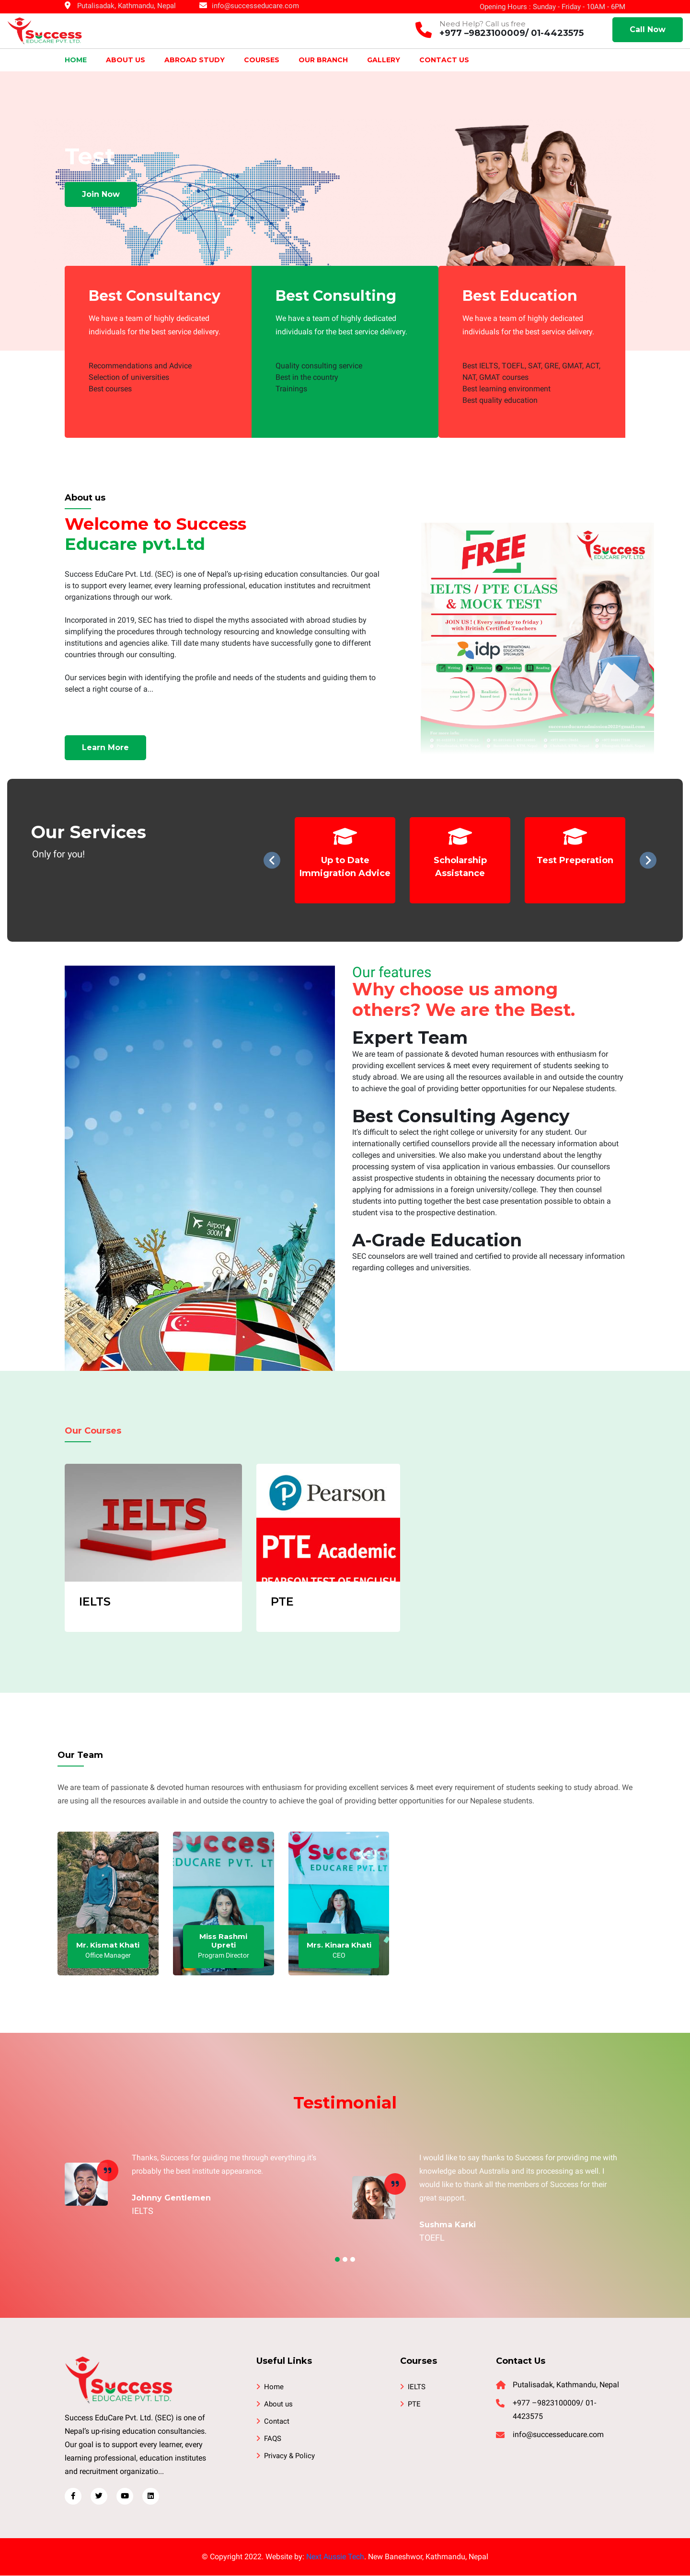 Putalisadak, Kathmandu, Nepal
info@successeducare.com
Opening Hours : Sunday - Friday - 10AM - 6PM
Success
EDUCARE PVT. LTD.
Need Help? Call us free
+977 –9823100009/ 01-4423575
Call Now
HOME
ABOUT US
ABROAD STUDY
COURSES
OUR BRANCH
GALLERY
CONTACT US
Test
Join Now
Best Consultancy
We have a team of highly dedicated
individuals for the best service delivery.
Recommendations and Advice
Selection of universities
Best courses
Best Consulting
We have a team of highly dedicated
individuals for the best service delivery.
Quality consulting service
Best in the country
Trainings
Best Education
We have a team of highly dedicated
individuals for the best service delivery.
Best IELTS, TOEFL, SAT, GRE, GMAT, ACT,
NAT, GMAT courses
Best learning environment
Best quality education
About us
Welcome to Success
Educare pvt.Ltd
Success EduCare Pvt. Ltd. (SEC) is one of Nepal's up-rising education consultancies. Our goal
is to support every learner, every learning professional, education institutes and recruitment
organizations through our work.
Incorporated in 2019, SEC has tried to dispel the myths associated with abroad studies by
simplifying the procedures through technology resourcing and knowledge consulting with
institutions and agencies alike. Till date many students have successfully gone to different
countries through our consulting.
Our services begin with identifying the profile and needs of the students and guiding them to
select a right course of a...
Learn More
FREE
Success
EDUCARE PVT. LTD.
IELTS / PTE CLASS
& MOCK TEST
JOIN US! ( Every sunday to friday )
with British Certified Teachers
idp
INTERNATIONAL
EDUCATION
SPECIALISTS
Our Services
Only for you!
Up to Date
Immigration Advice
Scholarship
Assistance
Test Preperation
Airport
300M
Our features
Why choose us among
others? We are the Best.
Expert Team
We are team of passionate & devoted human resources with enthusiasm for
providing excellent services & meet every requirement of students seeking to
study abroad. We are using all the resources available in and outside the country
to achieve the goal of providing better opportunities for our Nepalese students.
Best Consulting Agency
It's difficult to select the right college or university for any student. Our
internationally certified counsellors provide all the necessary information about
colleges and universities. We also make you understand about the lengthy
processing system of visa application in various embassies. Our counsellors
assist prospective students in obtaining the necessary documents prior to
applying for admissions in a foreign university/college. They then counsel
students into putting together the best case presentation possible to obtain a
student visa to the prospective destination.
A-Grade Education
SEC counselors are well trained and certified to provide all necessary information
regarding colleges and universities.
Our Courses
IELTS
IELTS
Pearson
PTE Academic
PEARSON TEST OF ENGLISH
PTE
Our Team
We are team of passionate & devoted human resources with enthusiasm for providing excellent services & meet every requirement of students seeking to study abroad. We
are using all the resources available in and outside the country to achieve the goal of providing better opportunities for our Nepalese students.
Mr. Kismat Khati
Office Manager
Success
EDUCARE PVT. LT
Miss Rashmi
Upreti
Program Director
Success
EDUCARE PVT. LT
Mrs. Kinara Khati
CEO
Testimonial
Thanks, Success for guiding me through everything.it's
probably the best institute appearance.
Johnny Gentlemen
IELTS
I would like to say thanks to Success for providing me with
knowledge about Australia and its processing as well. I
would like to thank all the members of Success for their
great support.
Sushma Karki
TOEFL
Success
EDUCARE PVT. LTD.
Success EduCare Pvt. Ltd. (SEC) is one of
Nepal's up-rising education consultancies.
Our goal is to support every learner, every
learning professional, education institutes
and recruitment organizatio...
Useful Links
Home
About us
Contact
FAQS
Privacy & Policy
Courses
IELTS
PTE
Contact Us
Putalisadak, Kathmandu, Nepal
+977 –9823100009/ 01-
4423575
info@successeducare.com
© Copyright 2022. Website by: Next Aussie Tech. New Baneshwor, Kathmandu, Nepal